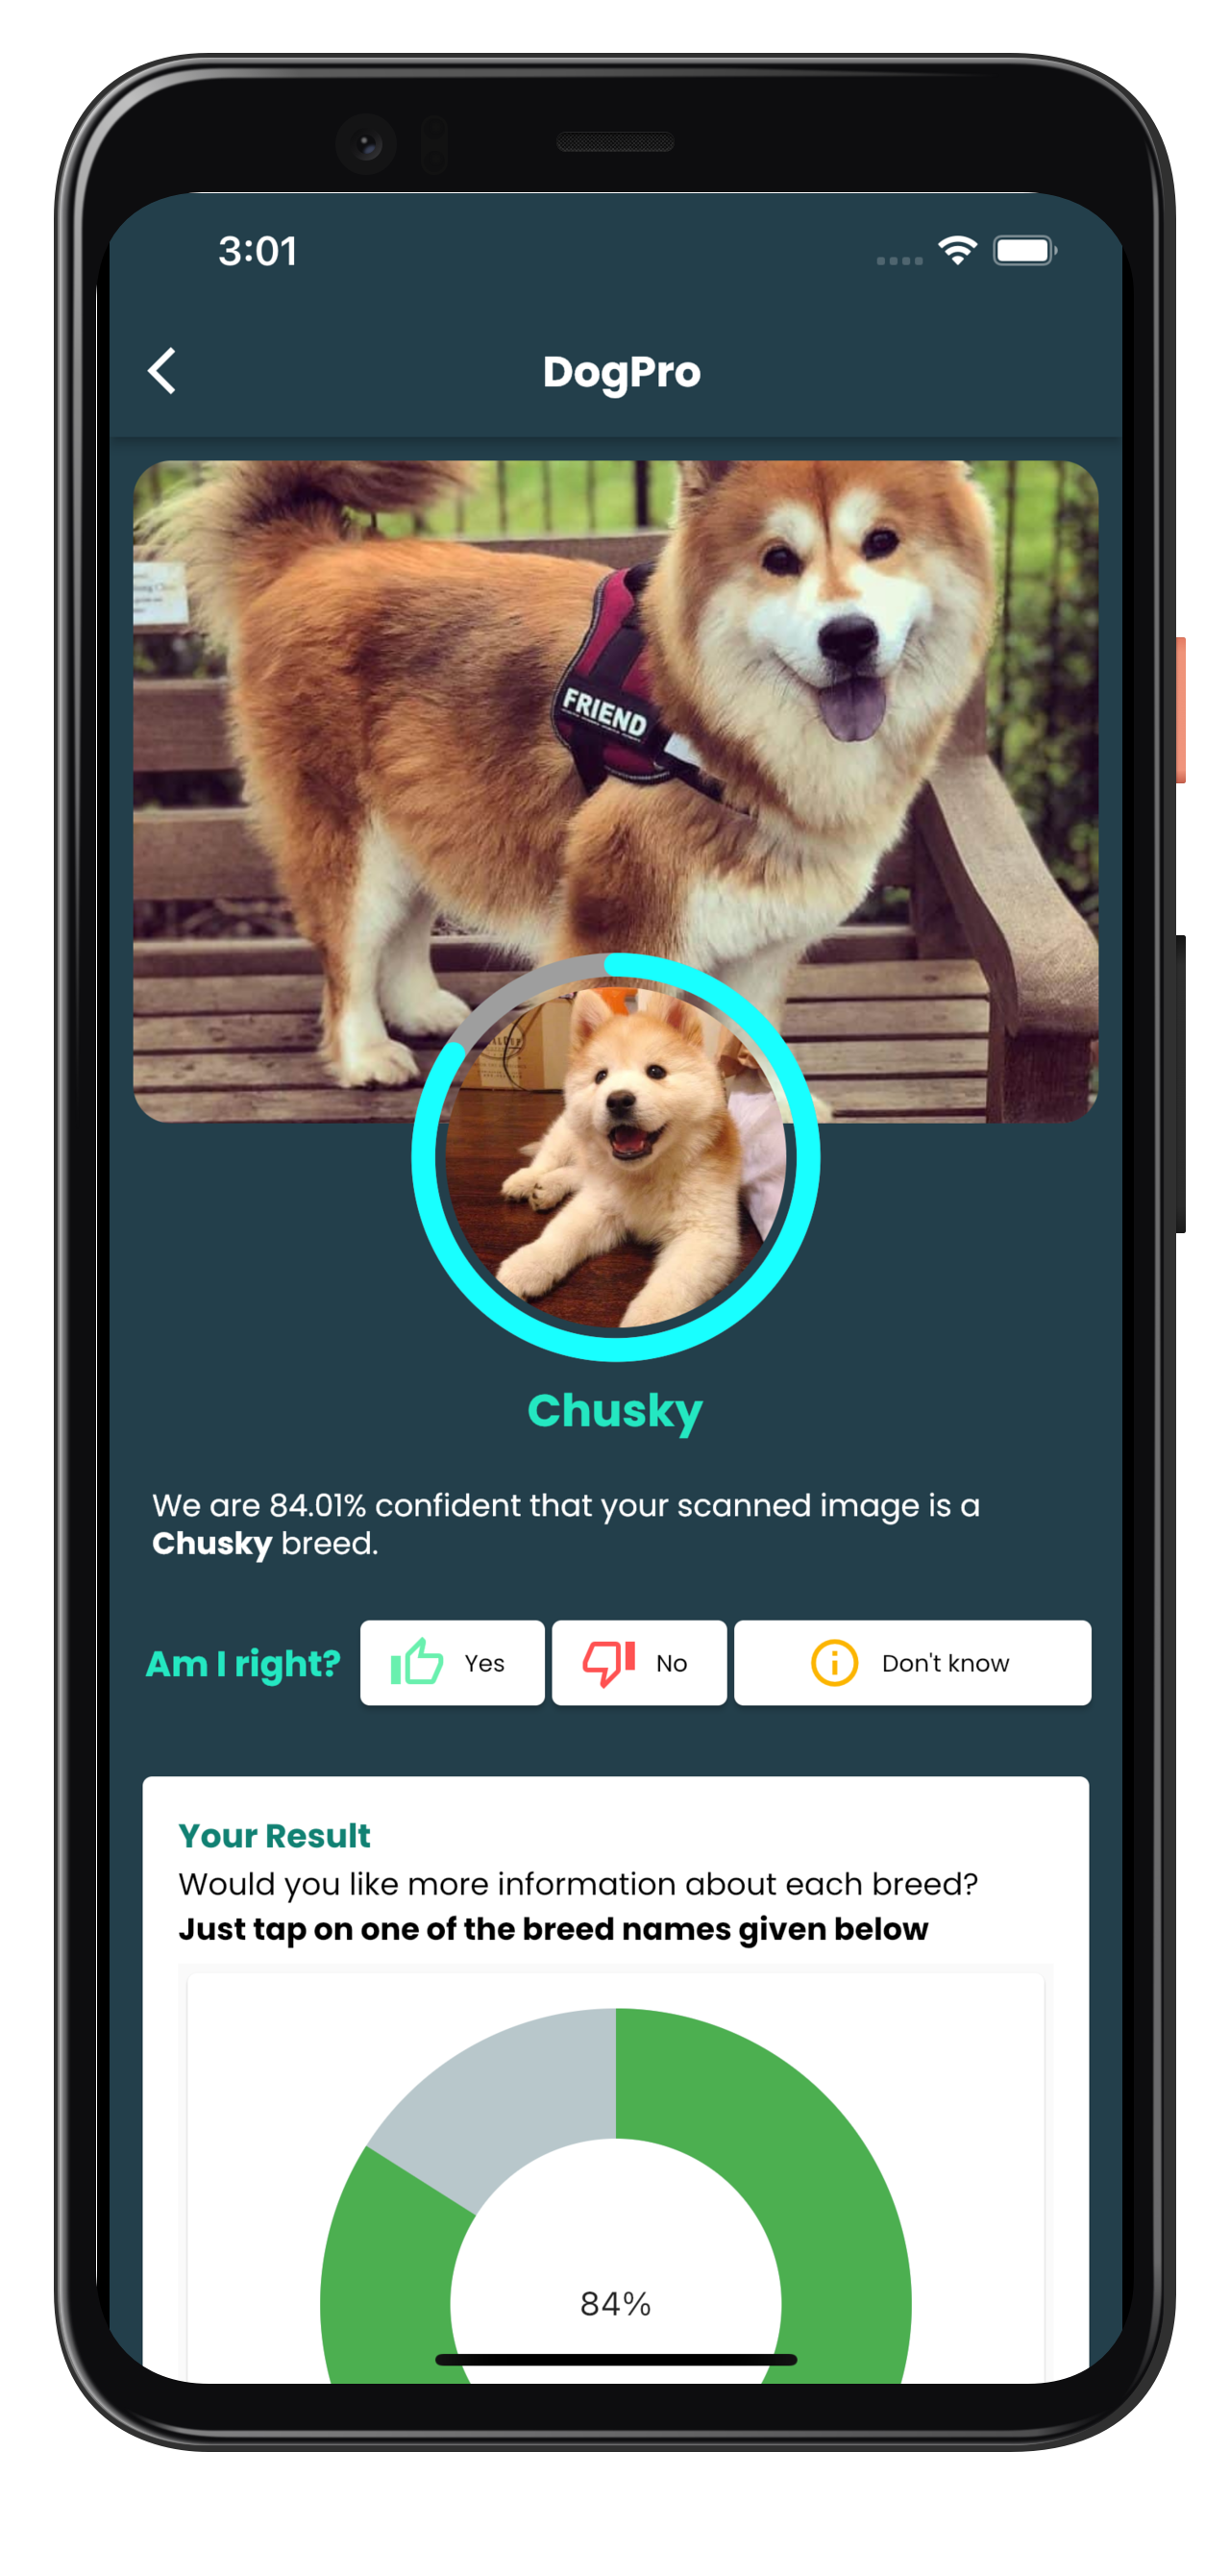 3:01
DogPro
FRIEND
Chusky
We are 84.01% confident that your scanned image is a
Chusky breed.
Am I right?
Yes
No
Don't know
Your Result
Would you like more information about each breed?
Just tap on one of the breed names given below
84%